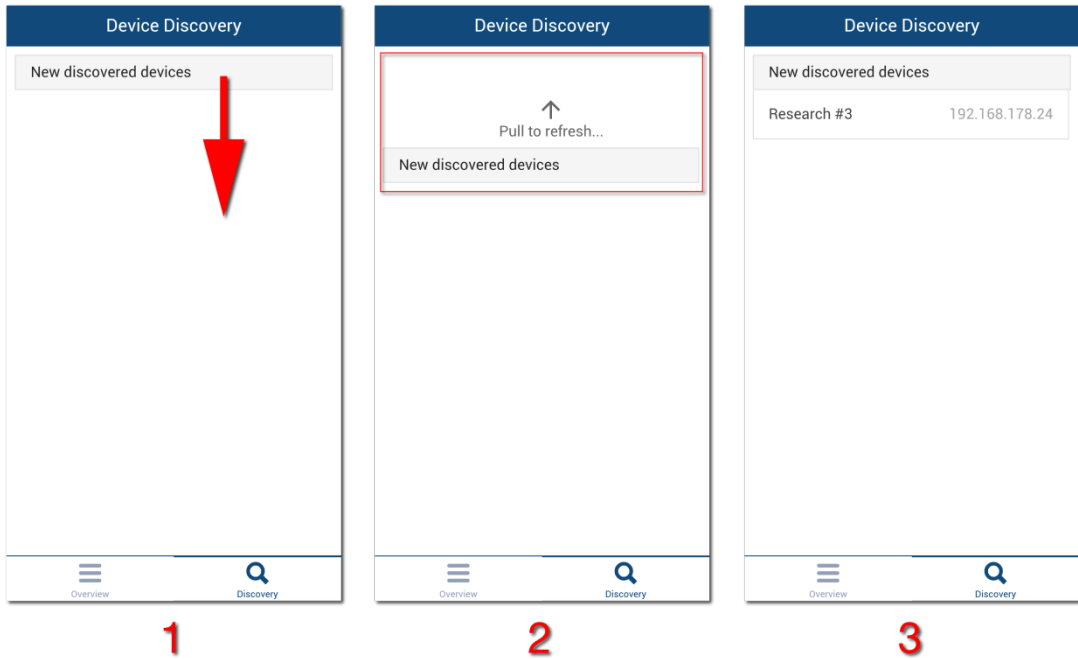 Device Discovery
New discovered devices
Overview
Discovery
1
Device Discovery
Pull to refresh...
New discovered devices
Overview
Discovery
2
Device Discovery
New discovered devices
Research #3 192.168.178.24
Overview
Discovery
3